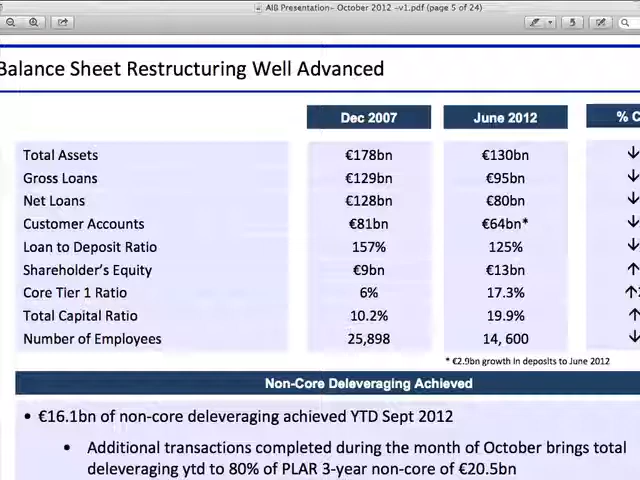 AIB Presentation- October 2012 -v1.pdf (page 5 of 24)
Balance Sheet Restructuring Well Advanced
Dec 2007 June 2012 % C
Total Assets €178bn €130bn ↓
Gross Loans €129bn €95bn ↓
Net Loans €128bn €80bn ↓
Customer Accounts €81bn €64bn* ↓
Loan to Deposit Ratio 157% 125% ↓
Shareholder's Equity €9bn €13bn ↑
Core Tier 1 Ratio 6% 17.3% ↑
Total Capital Ratio 10.2% 19.9% ↑
Number of Employees 25,898 14, 600 ↓
* €2.9bn growth in deposits to June 2012
Non-Core Deleveraging Achieved
• €16.1bn of non-core deleveraging achieved YTD Sept 2012
• Additional transactions completed during the month of October brings total
deleveraging ytd to 80% of PLAR 3-year non-core of €20.5bn